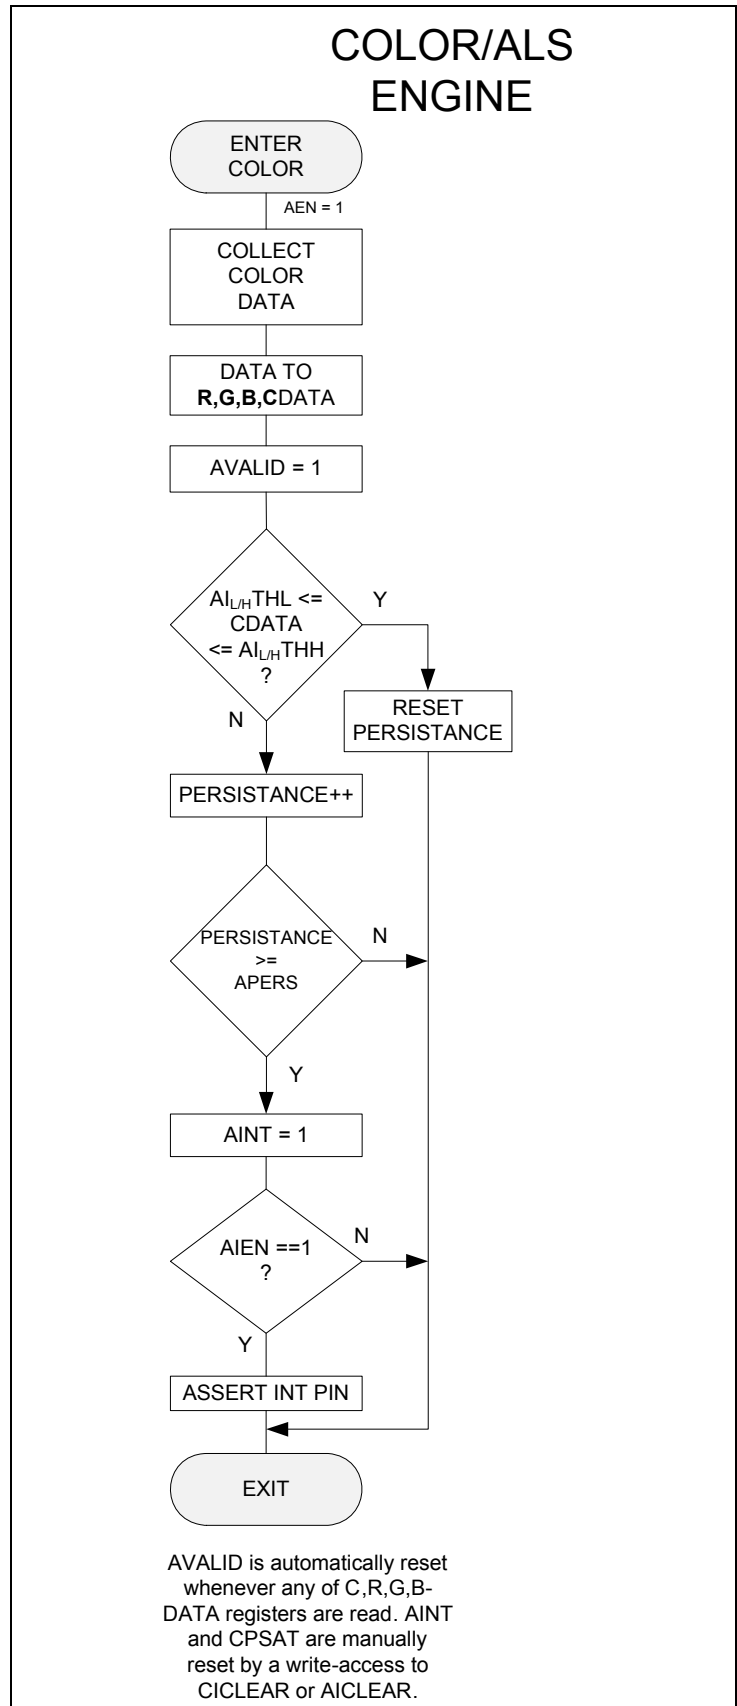 COLOR/ALS
ENGINE
ENTER
COLOR
AEN = 1
COLLECT
COLOR
DATA
DATA TO
R,G,B,CDATA
AVALID = 1
AIL/HTHL <=
CDATA
<= AIL/HTHH
?
Y
N
RESET
PERSISTANCE
PERSISTANCE++
PERSISTANCE
>=
APERS
N
Y
AINT = 1
AIEN ==1
?
N
Y
ASSERT INT PIN
EXIT
AVALID is automatically reset
whenever any of C,R,G,B-
DATA registers are read. AINT
and CPSAT are manually
reset by a write-access to
CICLEAR or AICLEAR.